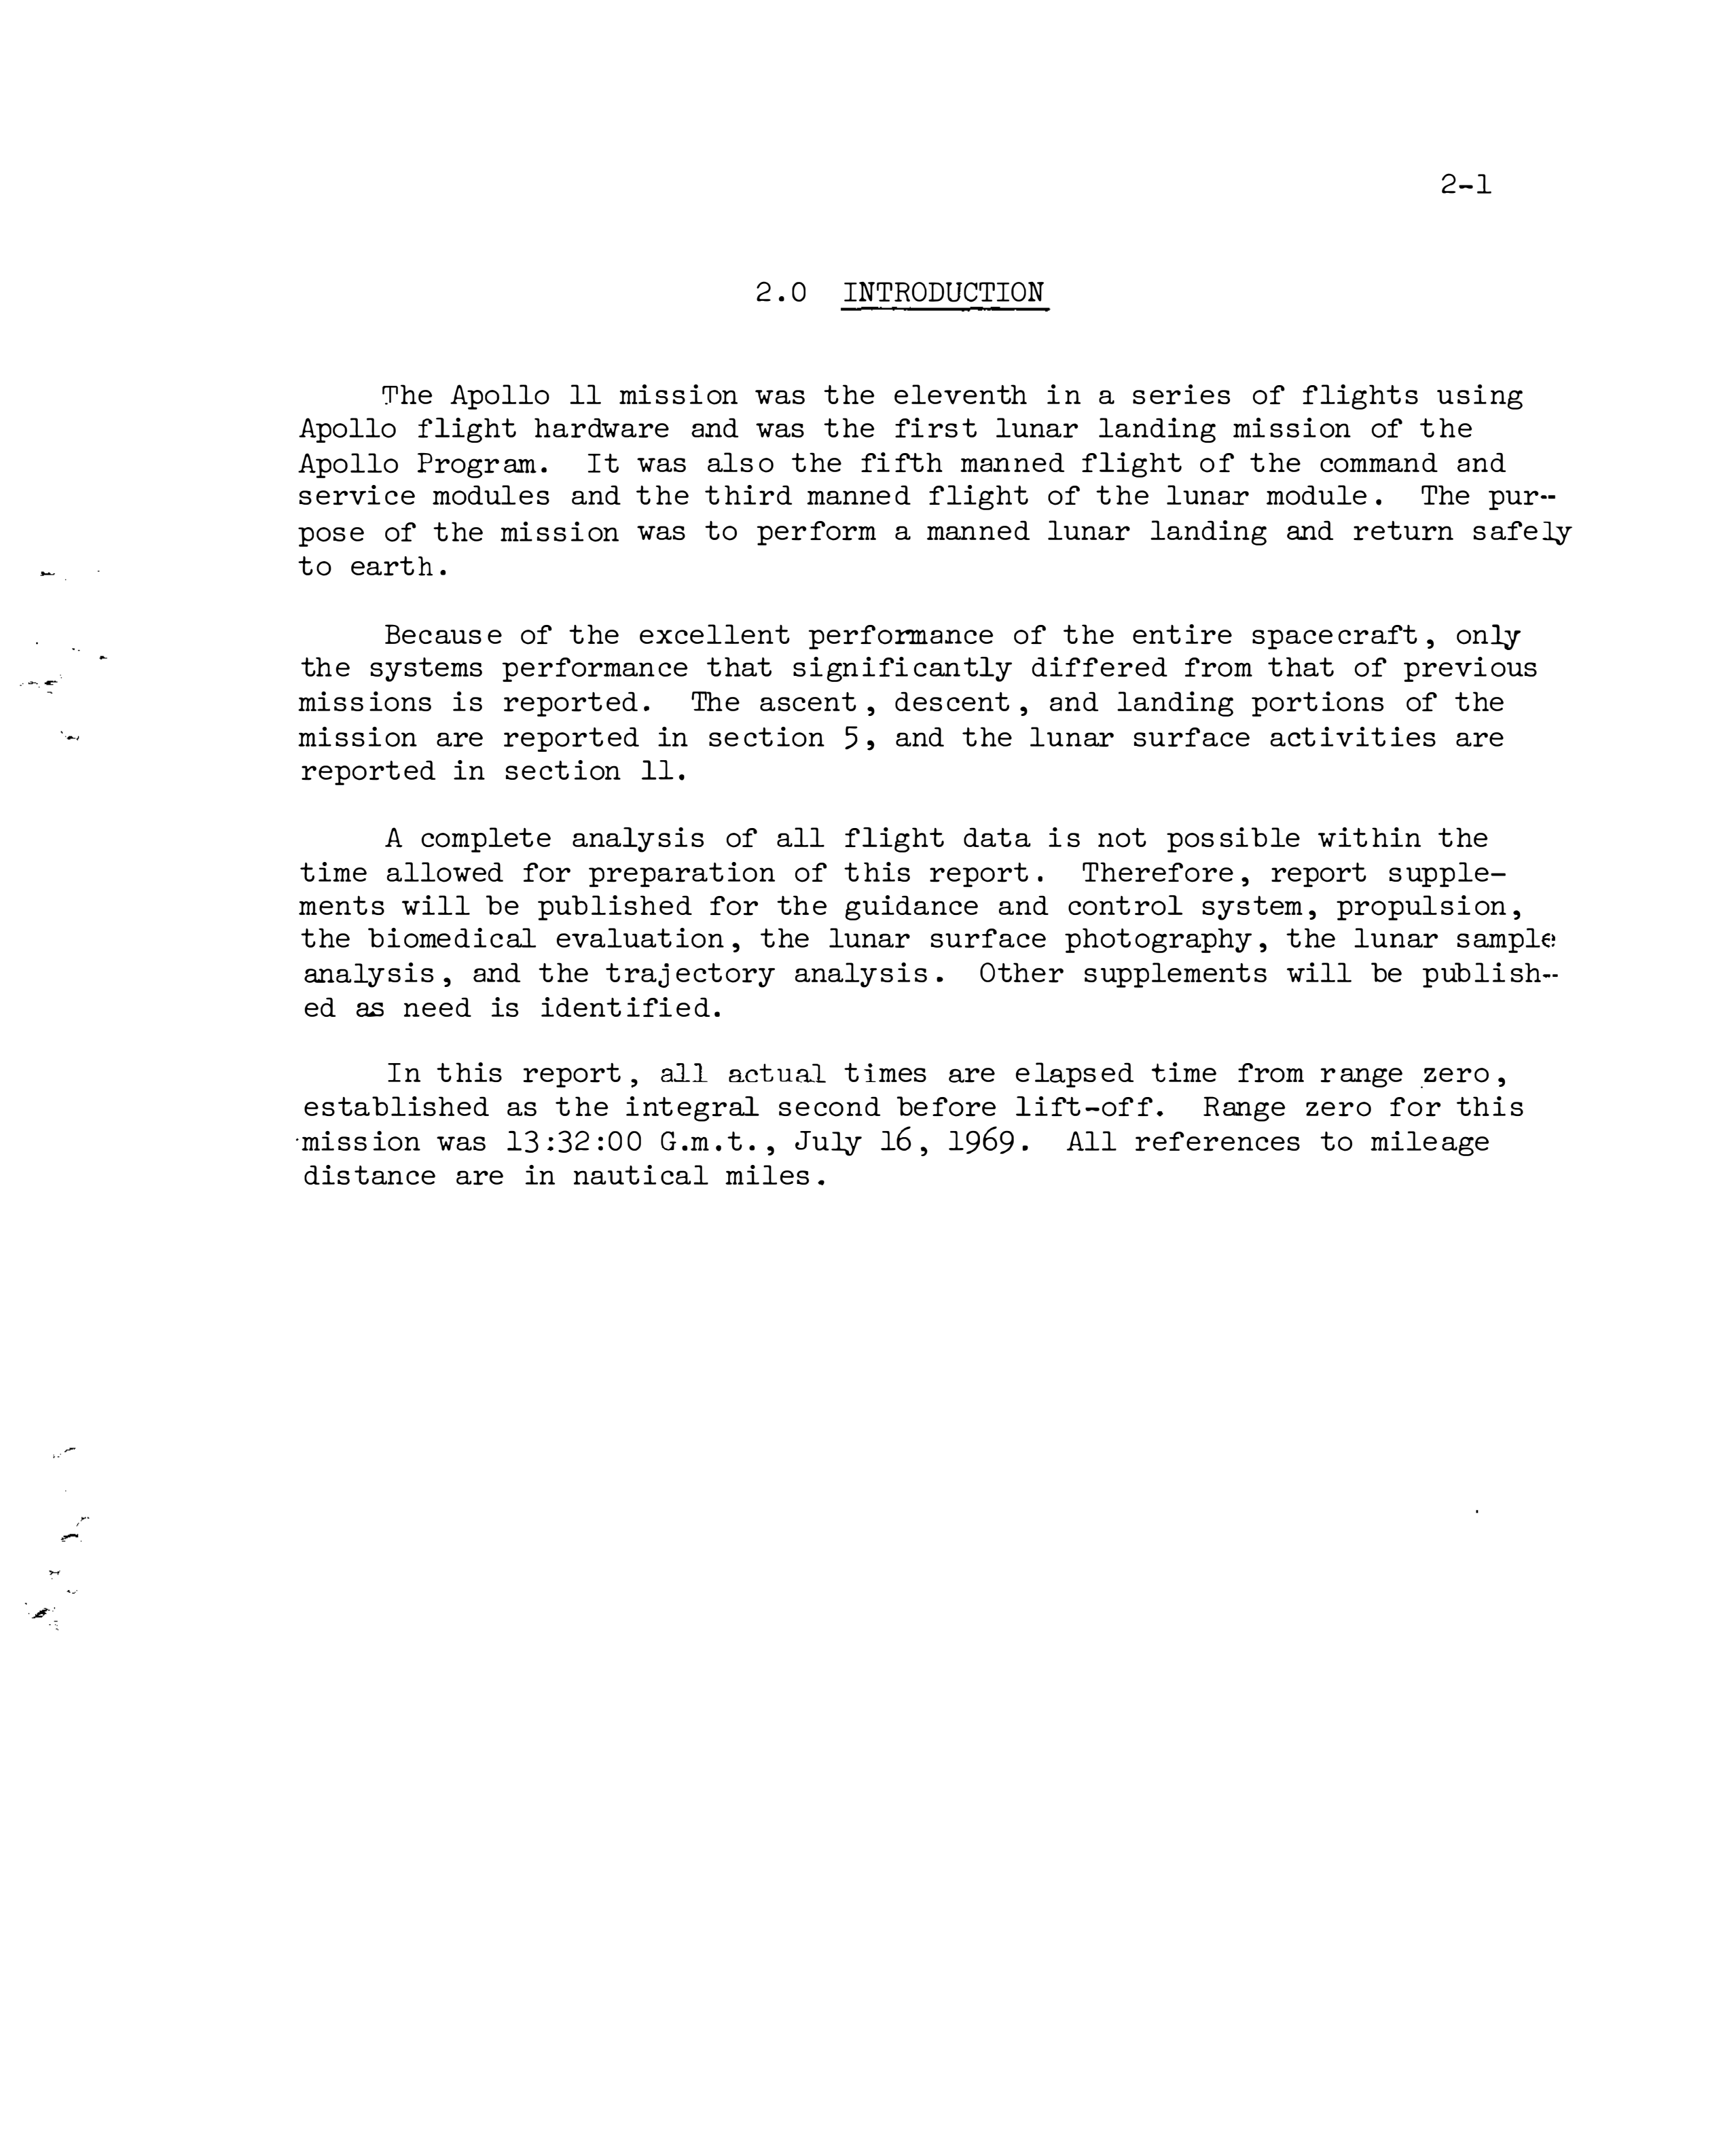 2-1
2.0 INTRODUCTION
The Apollo 11 mission was the eleventh in a series of flights using
Apollo flight hardware and was the first lunar landing mission of the
Apollo Program. It was also the fifth manned flight of the command and
service modules and the third manned flight of the lunar module. The pur-
pose of the mission was to perform a manned lunar landing and return safely
to earth.
Because of the excellent performance of the entire spacecraft, only
the systems performance that significantly differed from that of previous
missions is reported. The ascent, descent, and landing portions of the
mission are reported in section 5, and the lunar surface activities are
reported in section 11.
A complete analysis of all flight data is not possible within the
time allowed for preparation of this report. Therefore, report supple-
ments will be published for the guidance and control system, propulsion,
the biomedical evaluation, the lunar surface photography, the lunar sample
analysis, and the trajectory analysis. Other supplements will be publish-
ed as need is identified.
In this report, all actual times are elapsed time from range zero,
established as the integral second before lift-off. Range zero for this
mission was 13:32:00 G.m.t., July 16, 1969. All references to mileage
distance are in nautical miles.